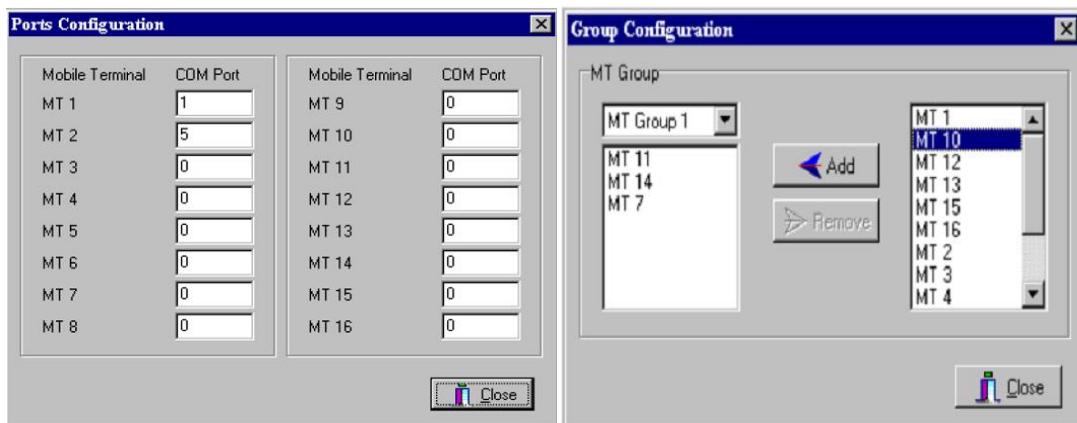 Ports Configuration
Mobile Terminal COM Port
MT 1 1
MT 2 5
MT 3 0
MT 4 0
MT 5 0
MT 6 0
MT 7 0
MT 8 0
Mobile Terminal COM Port
MT 9 0
MT 10 0
MT 11 0
MT 12 0
MT 13 0
MT 14 0
MT 15 0
MT 16 0
Close
Group Configuration
MT Group
MT Group 1
MT 11
MT 14
MT 7
Add
Remove
MT 1
MT 10
MT 12
MT 13
MT 15
MT 16
MT 2
MT 3
MT 4
Close